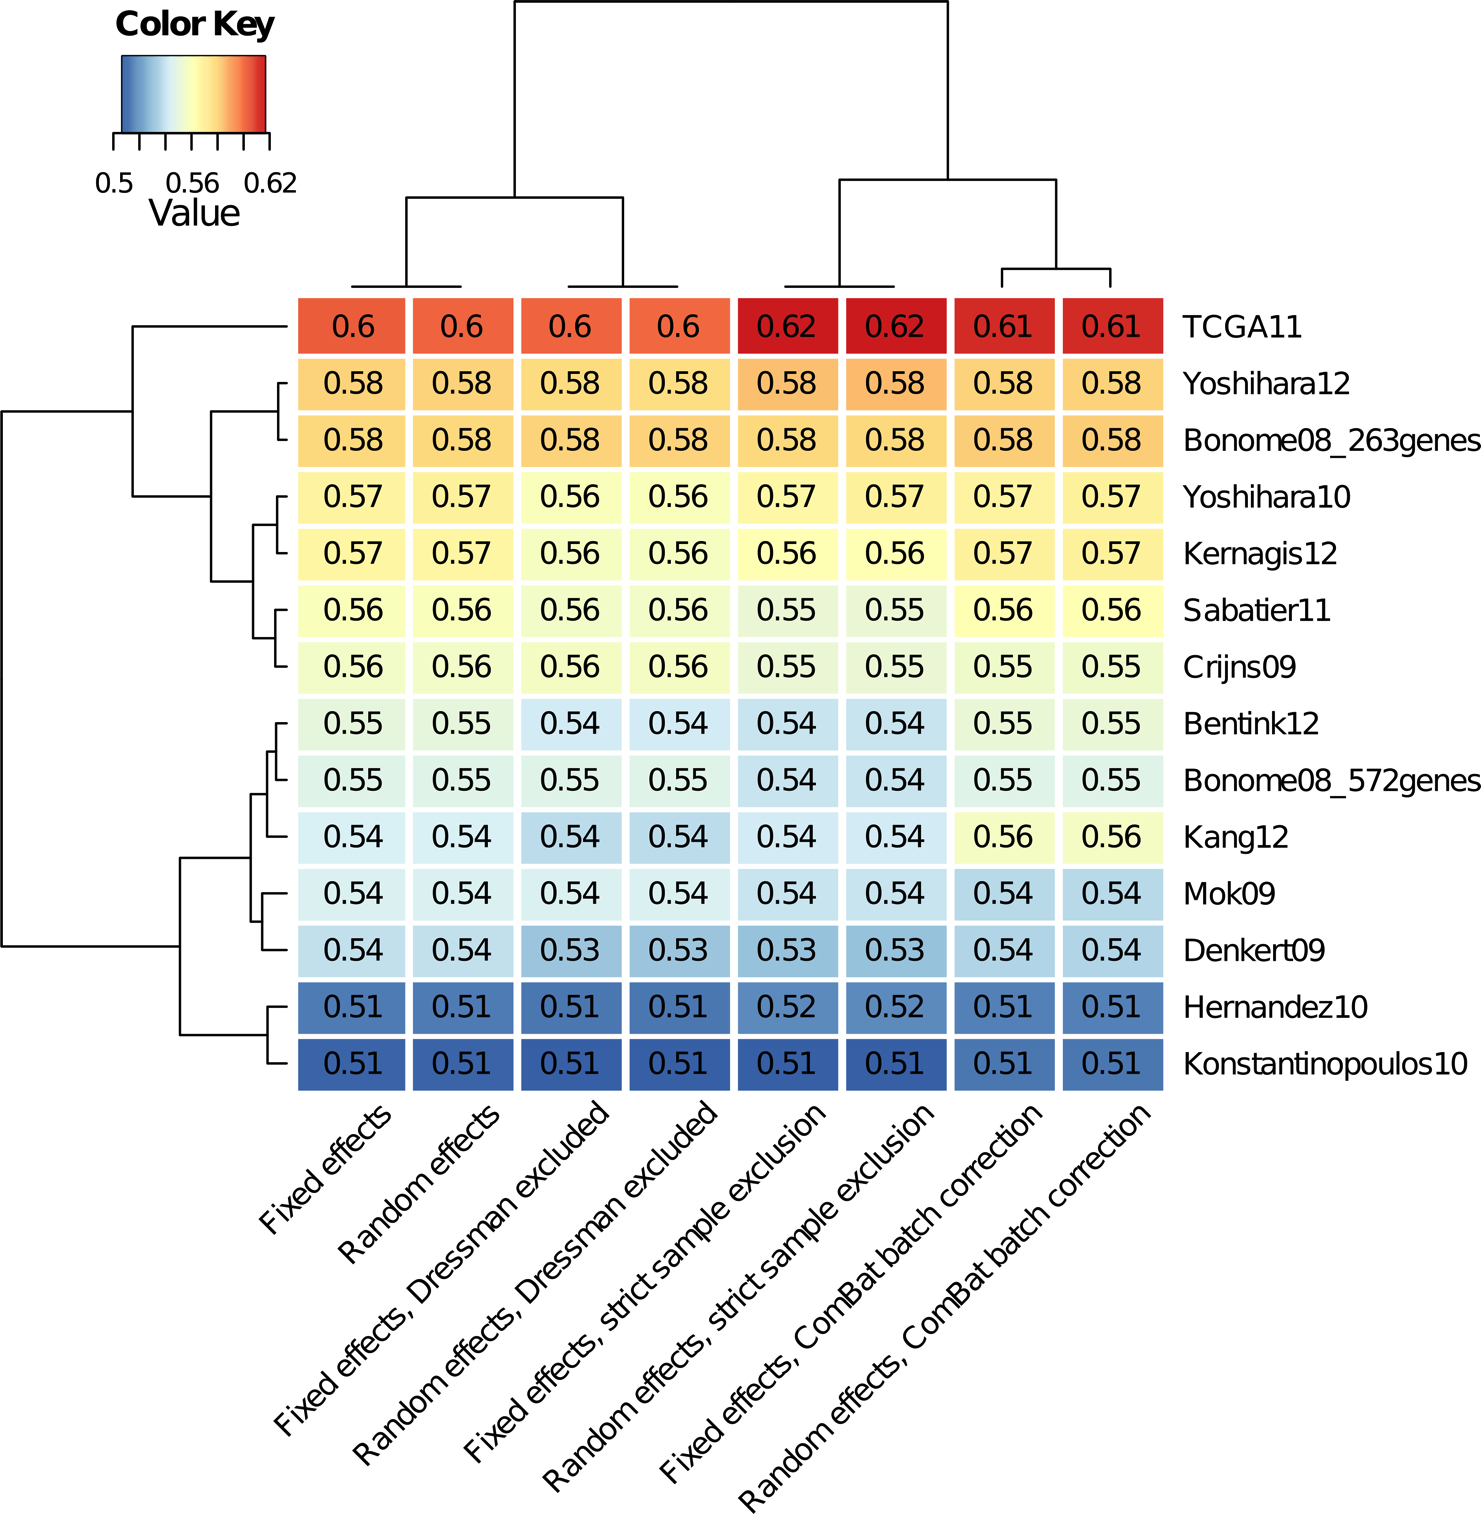 Color Key
0.5 0.56 0.62
Value
0.6 0.6 0.6 0.6 0.62 0.62 0.61 0.61 TCGA11
0.58 0.58 0.58 0.58 0.58 0.58 0.58 0.58 Yoshihara12
0.58 0.58 0.58 0.58 0.58 0.58 0.58 0.58 Bonome08_263genes
0.57 0.57 0.56 0.56 0.57 0.57 0.57 0.57 Yoshihara10
0.57 0.57 0.56 0.56 0.56 0.56 0.57 0.57 Kernagis12
0.56 0.56 0.56 0.56 0.55 0.55 0.56 0.56 Sabatier11
0.56 0.56 0.56 0.56 0.55 0.55 0.55 0.55 Crijns09
0.55 0.55 0.54 0.54 0.54 0.54 0.55 0.55 Bentink12
0.55 0.55 0.55 0.55 0.54 0.54 0.55 0.55 Bonome08_572genes
0.54 0.54 0.54 0.54 0.54 0.54 0.56 0.56 Kang12
0.54 0.54 0.54 0.54 0.54 0.54 0.54 0.54 Mok09
0.54 0.54 0.53 0.53 0.53 0.53 0.54 0.54 Denkert09
0.51 0.51 0.51 0.51 0.52 0.52 0.51 0.51 Hernandez10
0.51 0.51 0.51 0.51 0.51 0.51 0.51 0.51 Konstantinopoulos10
Fixed effects
Random effects
Fixed effects, Dressman excluded
Random effects, Dressman excluded
Fixed effects, strict sample exclusion
Random effects, strict sample exclusion
Fixed effects, ComBat batch correction
Random effects, ComBat batch correction